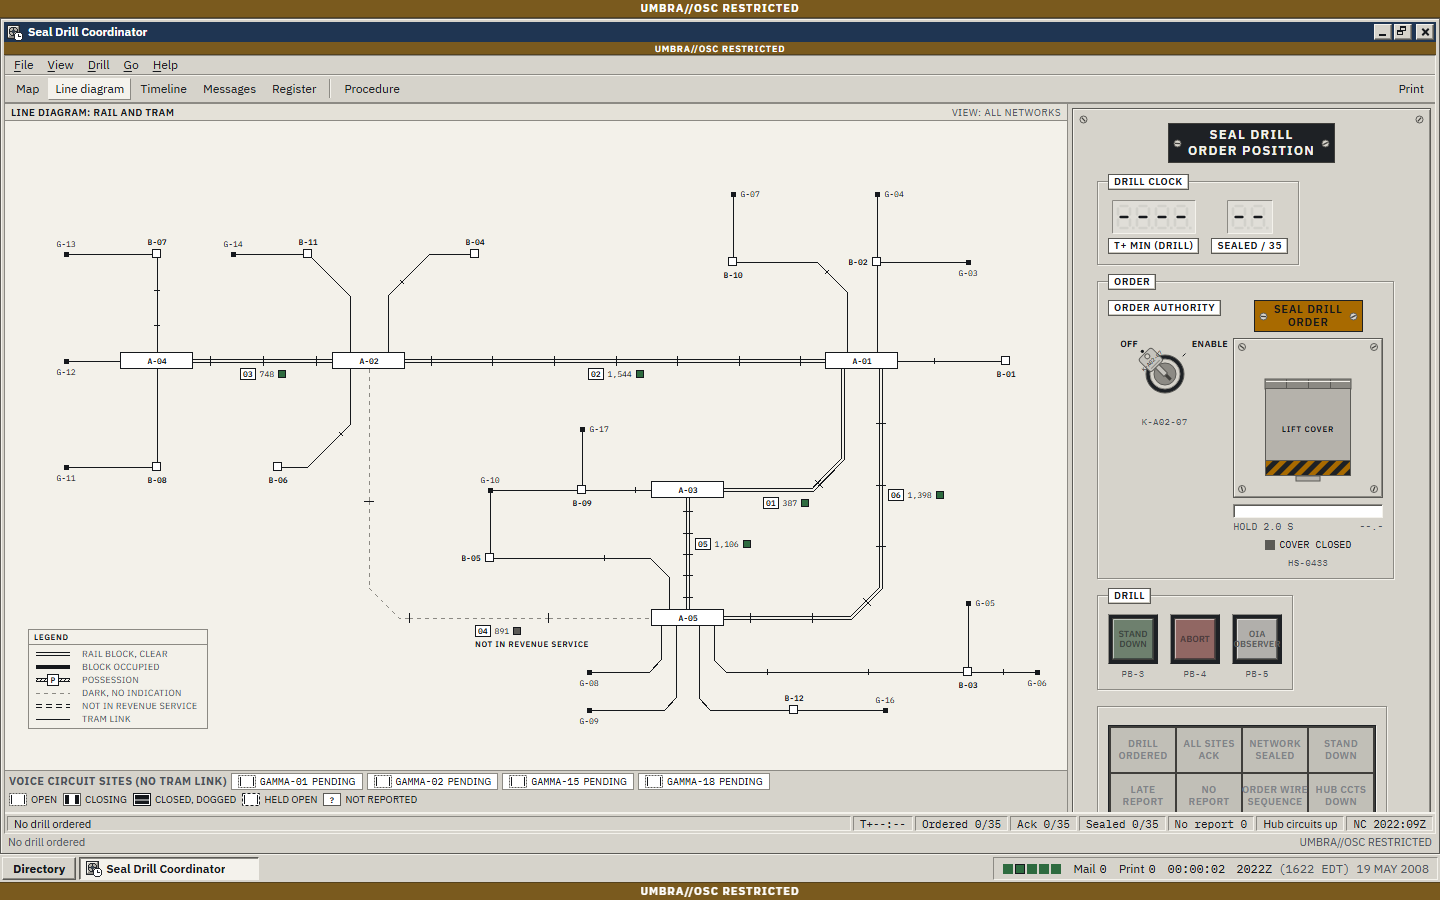 UMBRA//OSC RESTRICTED
Seal Drill Coordinator
UMBRA//OSC RESTRICTED
File View Drill Go Help
Map Line diagram Timeline Messages Register Procedure Print
LINE DIAGRAM: RAIL AND TRAM VIEW: ALL NETWORKS
G-07 G-04
G-13 B-07 G-14 B-11 B-04
B-02
B-10 G-03
A-04 A-02 A-01
G-12 03 748 02 1,544 B-01
G-17
G-11 B-08 B-06
G-10 A-03
B-09 01 387 06 1,398
05 1,106
B-05
G-05
A-05
04 891
NOT IN REVENUE SERVICE
G-08 B-03 G-06
B-12 G-16
G-09
LEGEND
RAIL BLOCK, CLEAR
BLOCK OCCUPIED
P POSSESSION
DARK, NO INDICATION
NOT IN REVENUE SERVICE
TRAM LINK
VOICE CIRCUIT SITES (NO TRAM LINK) GAMMA-01 PENDING GAMMA-02 PENDING GAMMA-15 PENDING GAMMA-18 PENDING
OPEN CLOSING CLOSED, DOGGED HELD OPEN ? NOT REPORTED
SEAL DRILL
ORDER POSITION
DRILL CLOCK
---- --
T+ MIN (DRILL) SEALED / 35
ORDER
ORDER AUTHORITY
SEAL DRILL
ORDER
OFF ENABLE
K-A02-07
LIFT COVER
HOLD 2.0 S --.-
COVER CLOSED
HS-0433
DRILL
STAND
DOWN
ABORT
OIA
OBSERVER
PB-3 PB-4 PB-5
DRILL
ORDERED
ALL SITES
ACK
NETWORK
SEALED
STAND
DOWN
LATE
REPORT
NO
REPORT
ORDER WIRE
SEQUENCE
HUB CCTS
DOWN
No drill ordered T+--:-- Ordered 0/35 Ack 0/35 Sealed 0/35 No report 0 Hub circuits up NC 2022:09Z
No drill ordered UMBRA//OSC RESTRICTED
Directory Seal Drill Coordinator Mail 0 Print 0 00:00:02 2022Z (1622 EDT) 19 MAY 2008
UMBRA//OSC RESTRICTED